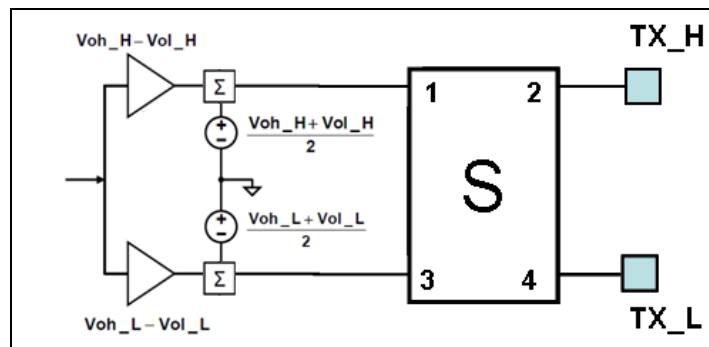 Voh_H−Vol_H
TX_H
Σ
1
2
+
−
Voh_H+Vol_H
2
S
+
−
Voh_L+Vol_L
2
Σ
3
4
Voh_L−Vol_L
TX_L